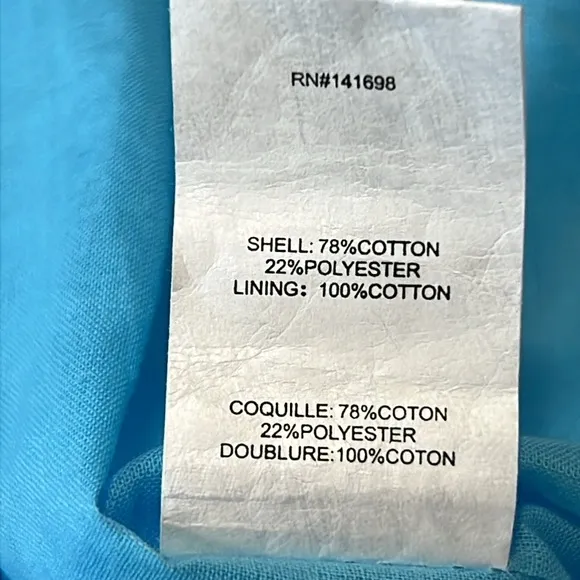 RN#141698
SHELL: 78%COTTON
22%POLYESTER
LINING: 100%COTTON
COQUILLE: 78%COTON
22%POLYESTER
DOUBLURE:100%COTON